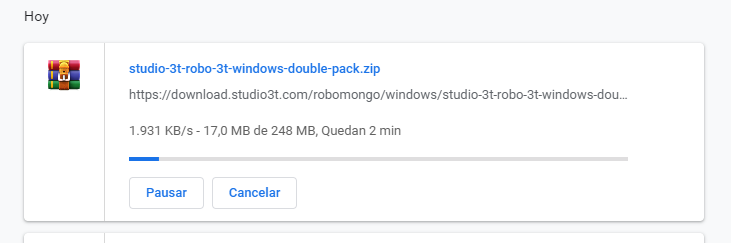 Hoy
studio-3t-robo-3t-windows-double-pack.zip
https://download.studio3t.com/robomongo/windows/studio-3t-robo-3t-windows-dou...
1.931 KB/s - 17,0 MB de 248 MB, Quedan 2 min
Pausar Cancelar